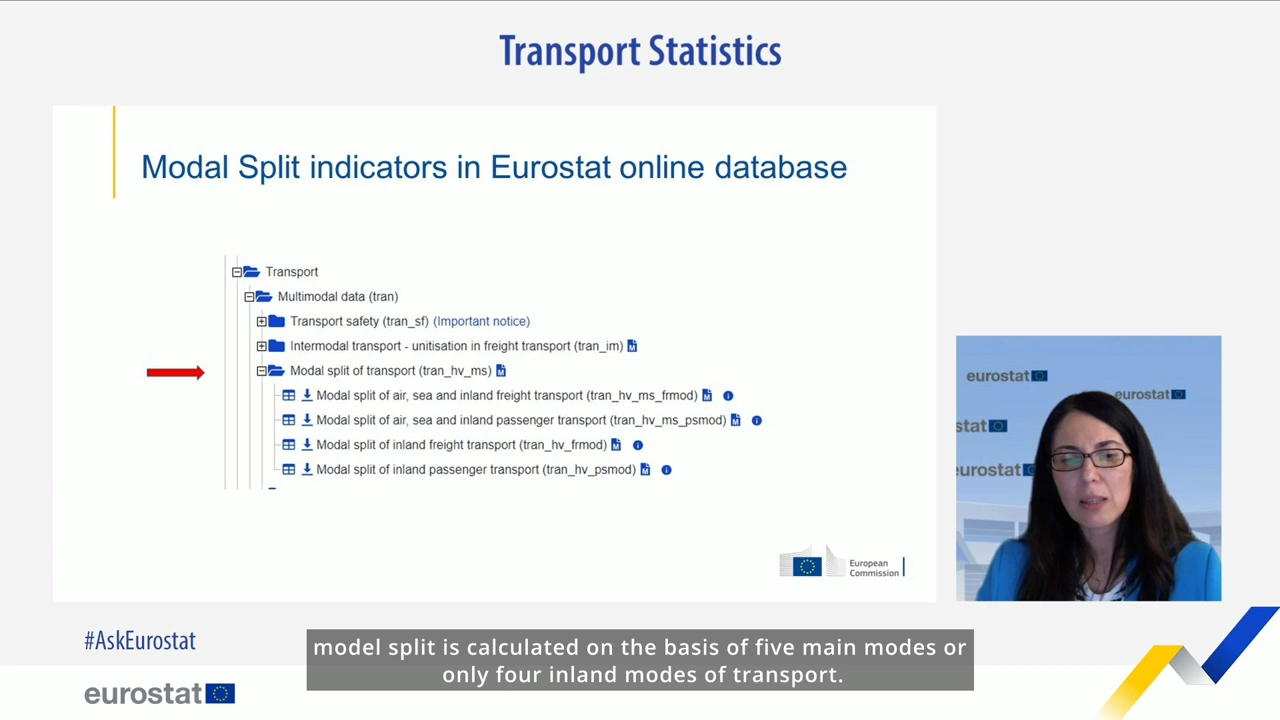 Transport Statistics
Modal Split indicators in Eurostat online database
Transport
Multimodal data (tran)
Transport safety (tran_sf) (Important notice)
Intermodal transport - unitisation in freight transport (tran_im)
Modal split of transport (tran_hv_ms)
Modal split of air, sea and inland freight transport (tran_hv_ms_frmod)
Modal split of air, sea and inland passenger transport (tran_hv_ms_psmod)
Modal split of inland freight transport (tran_hv_frmod)
Modal split of inland passenger transport (tran_hv_psmod)
European
Commission
eurostat
eurostat
stat
eurostat
#AskEurostat
model split is calculated on the basis of five main modes or
only four inland modes of transport.
eurostat